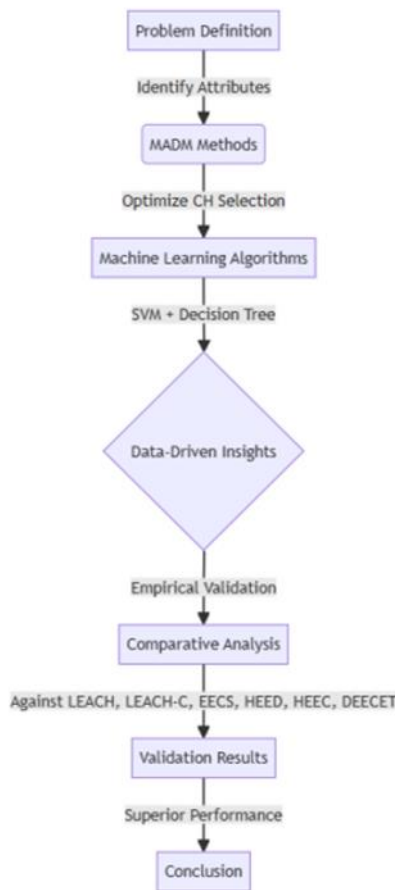 Problem Definition
Identify Attributes
MADM Methods
Optimize CH Selection
Machine Learning Algorithms
SVM + Decision Tree
Data-Driven Insights
Empirical Validation
Comparative Analysis
Against LEACH, LEACH-C, EECS, HEED, HEEC, DEECET
Validation Results
Superior Performance
Conclusion